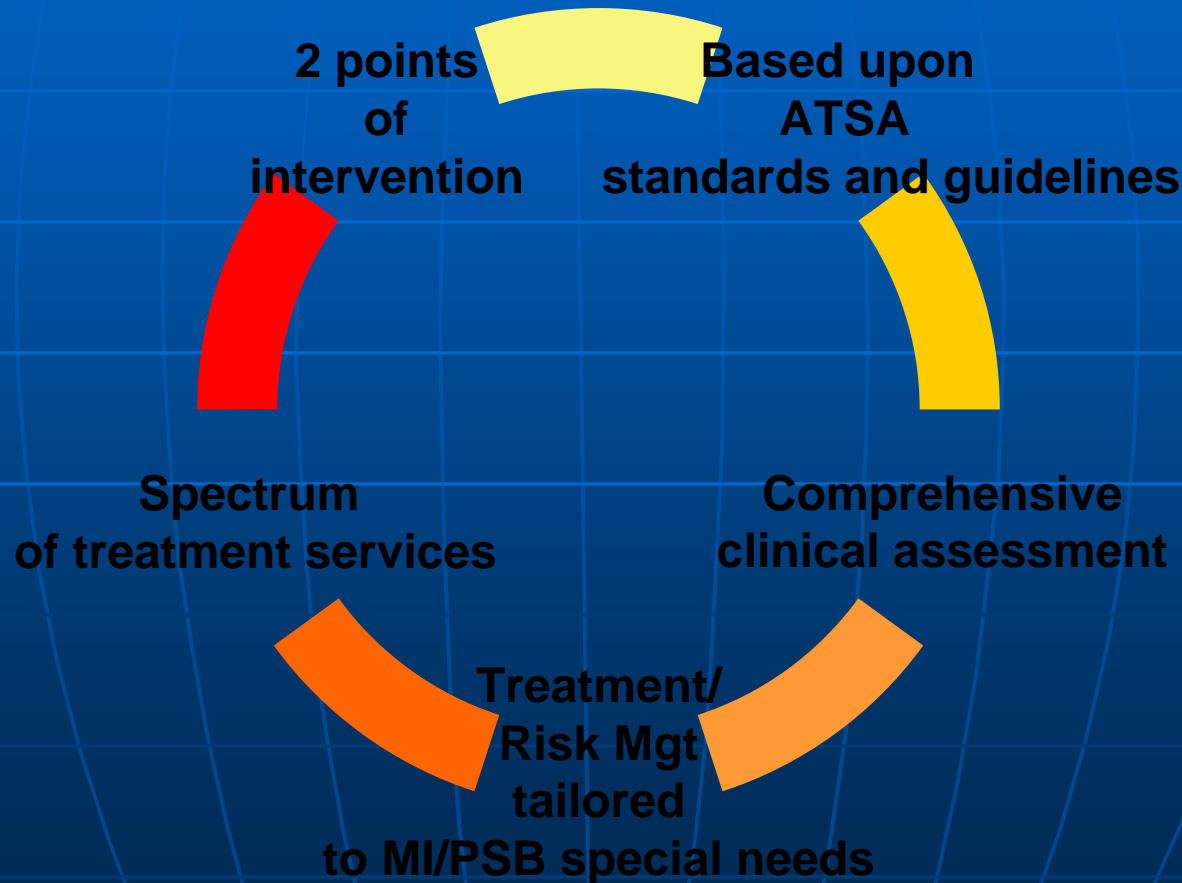 2 points
of
intervention
Based upon
ATSA
standards and guidelines
Comprehensive
clinical assessment
Treatment/
Risk Mgt
tailored
to MI/PSB special needs
Spectrum
of treatment services